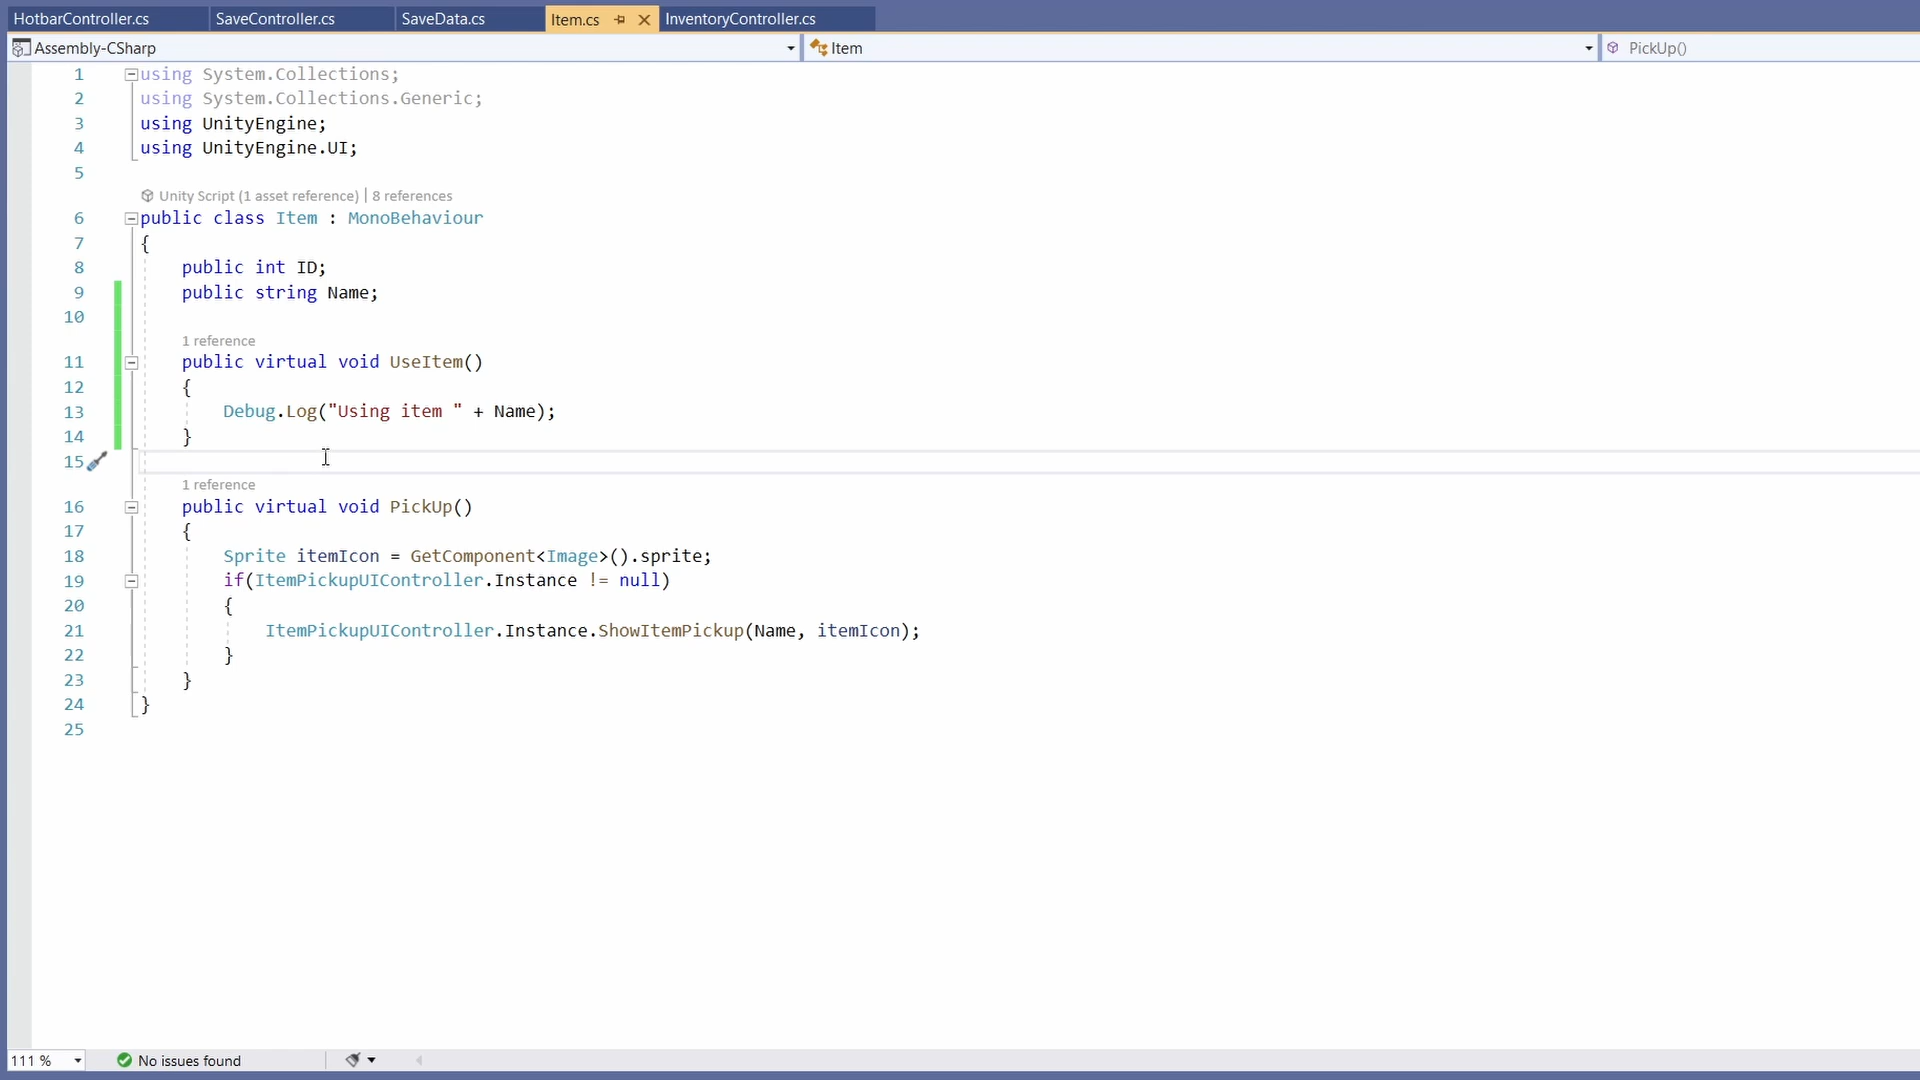 HotbarController.cs SaveController.cs SaveData.cs Item.cs InventoryController.cs
Assembly-CSharp Item PickUp()
1 using System.Collections;
2 using System.Collections.Generic;
3 using UnityEngine;
4 using UnityEngine.UI;
5
Unity Script (1 asset reference) | 8 references
6 public class Item : MonoBehaviour
7 {
8 public int ID;
9 public string Name;
10
1 reference
11 public virtual void UseItem()
12 {
13 Debug.Log("Using item " + Name);
14 }
15
1 reference
16 public virtual void PickUp()
17 {
18 Sprite itemIcon = GetComponent<Image>().sprite;
19 if(ItemPickupUIController.Instance != null)
20 {
21 ItemPickupUIController.Instance.ShowItemPickup(Name, itemIcon);
22 }
23 }
24 }
25
111 % No issues found